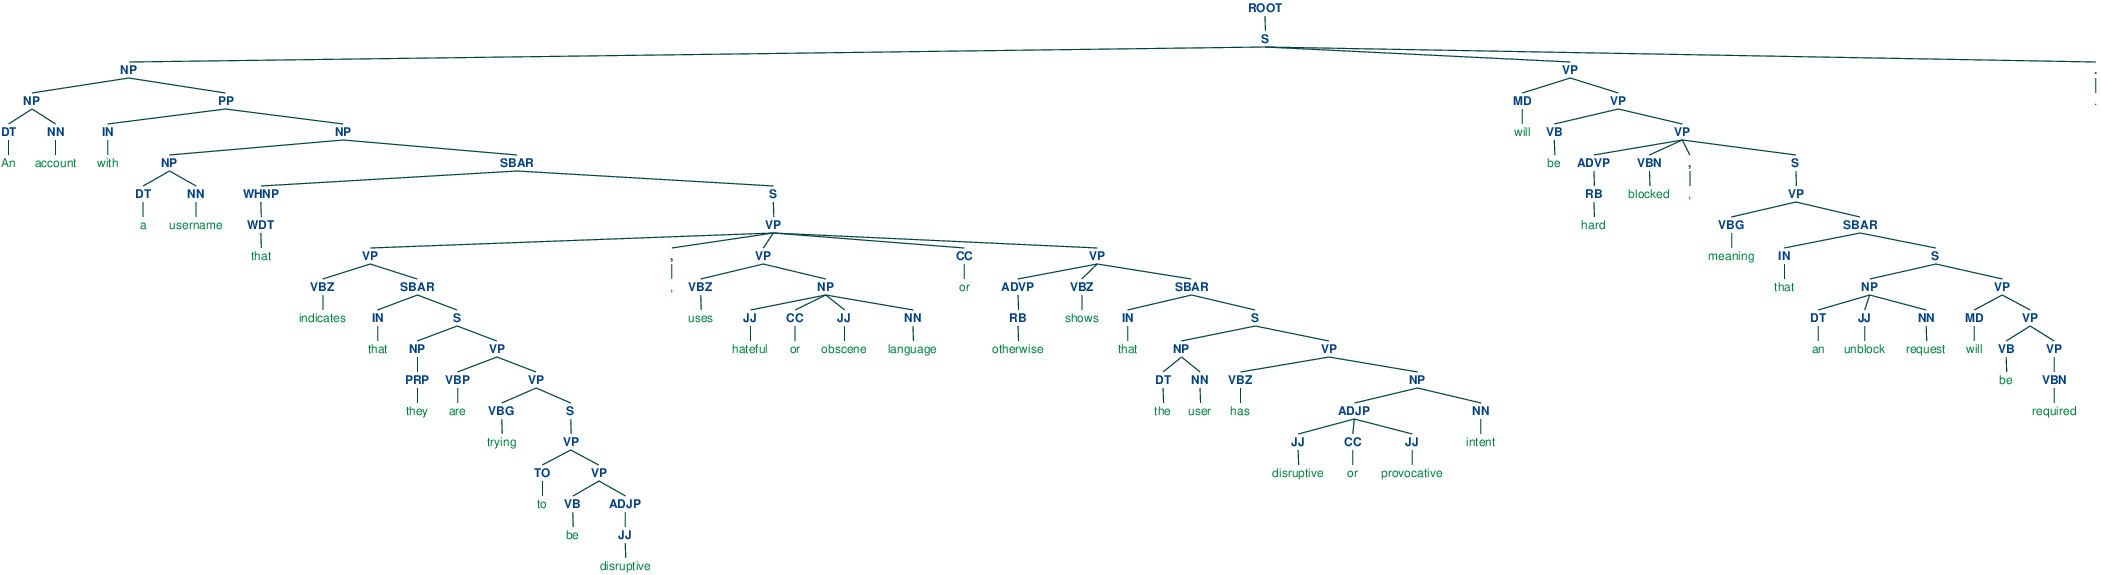 ROOT
S
NP VP .
NP PP MD VP .
DT NN IN NP will VB VP
An account with NP SBAR be ADVP VBN , S
DT NN WHNP S RB blocked , VP
a username WDT VP hard VBG SBAR
that VP , VP CC VP meaning IN S
VBZ SBAR , VBZ NP or ADVP VBZ SBAR that NP VP
indicates IN S uses JJ CC JJ NN RB shows IN S DT JJ NN MD VP
that NP VP hateful or obscene language otherwise that NP VP an unblock request will VB VP
PRP VBP VP DT NN VBZ NP be VBN
they are VBG S the user has ADJP NN required
trying VP JJ CC JJ intent
TO VP disruptive or provocative
to VB ADJP
be JJ
disruptive